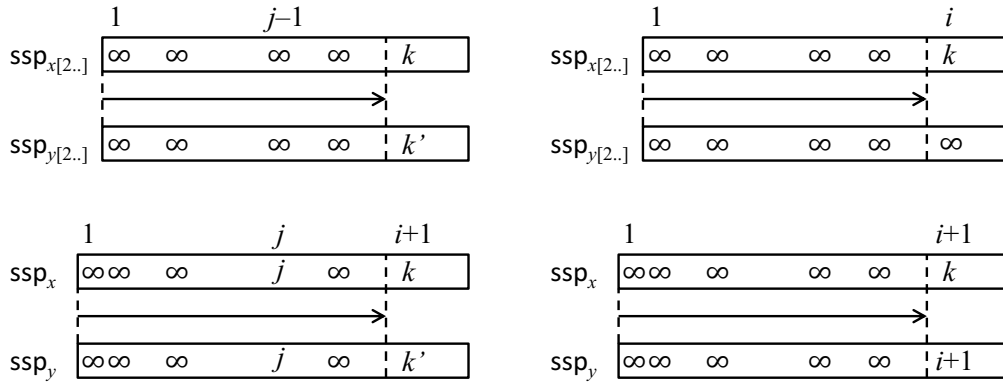 1 j–1
ssp_x[2..] ∞ ∞ ∞ ∞ k
ssp_y[2..] ∞ ∞ ∞ ∞ k’
1 i
ssp_x[2..] ∞ ∞ ∞ ∞ k
ssp_y[2..] ∞ ∞ ∞ ∞ ∞
1 j i+1
ssp_x ∞∞ ∞ j ∞ k
ssp_y ∞∞ ∞ j ∞ k’
1 i+1
ssp_x ∞∞ ∞ ∞ ∞ k
ssp_y ∞∞ ∞ ∞ ∞ i+1